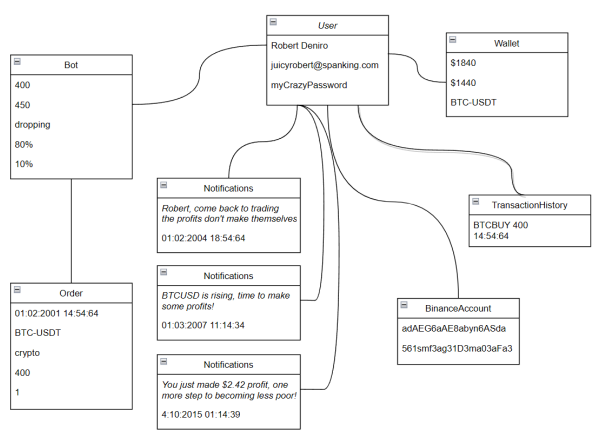 User
Robert Deniro
juicyrobert@spanking.com
myCrazyPassword
Wallet
$1840
$1440
BTC-USDT
Bot
400
450
dropping
80%
10%
Notifications
Robert, come back to trading
the profits don't make themselves
01:02:2004 18:54:64
TransactionHistory
BTCBUY 400
14:54:64
Notifications
BTCUSD is rising, time to make
some profits!
01:03:2007 11:14:34
Order
01:02:2001 14:54:64
BTC-USDT
crypto
400
1
BinanceAccount
adAEG6aAE8abyn6ASda
561smf3ag31D3ma03aFa3
Notifications
You just made $2.42 profit, one
more step to becoming less poor!
4:10:2015 01:14:39